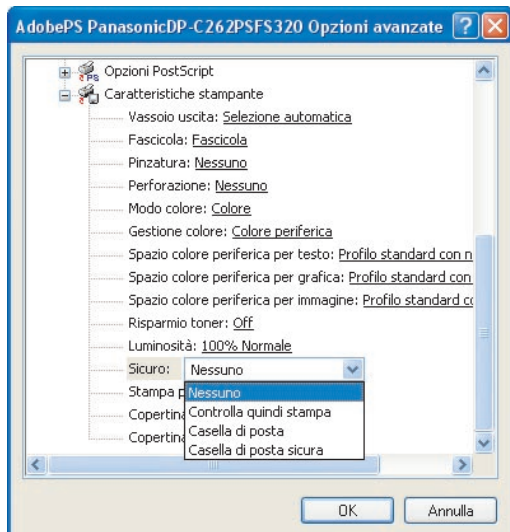 AdobePS PanasonicDP-C262PSFS320 Opzioni avanzate
Opzioni PostScript
Caratteristiche stampante
Vassoio uscita: Selezione automatica
Fascicola: Fascicola
Pinzatura: Nessuno
Perforazione: Nessuno
Modo colore: Colore
Gestione colore: Colore periferica
Spazio colore periferica per testo: Profilo standard con n
Spazio colore periferica per grafica: Profilo standard con
Spazio colore periferica per immagine: Profilo standard co
Risparmio toner: Off
Luminosità: 100% Normale
Sicuro: Nessuno
Stampa p Nessuno
Controlla quindi stampa
Copertina Casella di posta
Copertina Casella di posta sicura
OK Annulla